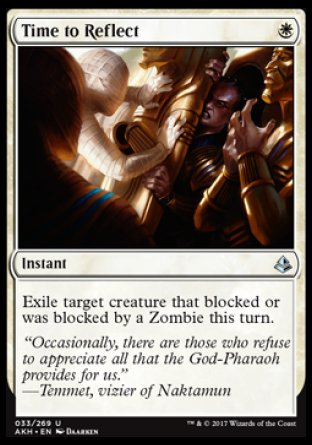 Time to Reflect
Instant
Exile target creature that blocked or
was blocked by a Zombie this turn.
“Occasionally, there are those who refuse
to appreciate all that the God-Pharaoh
provides for us.”
—Temmet, vizier of Naktamun
033/269 U
AKH • EN Daarken
™ & © 2017 Wizards of the Coast